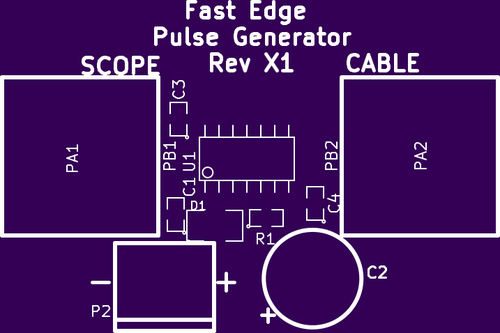 Fast Edge
Pulse Generator
Rev X1
SCOPE
CABLE
C3
PA1
PB1
U1
PB2
PA2
C1
D1
C4
R1
C2
P2
− +
+